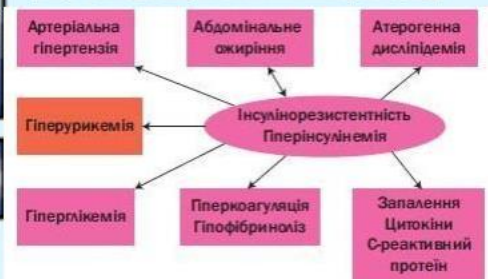 Артеріальна
гіпертензія
Абдомінальне
ожиріння
Атерогенна
дисліпідемія
Гіперурикемія
Інсулінорезистентність
Гіперінсулінемія
Гіперглікемія
Гіперкоагуляція
Гіпофібриноліз
Запалення
Цитокіни
С-реактивний
протеїн